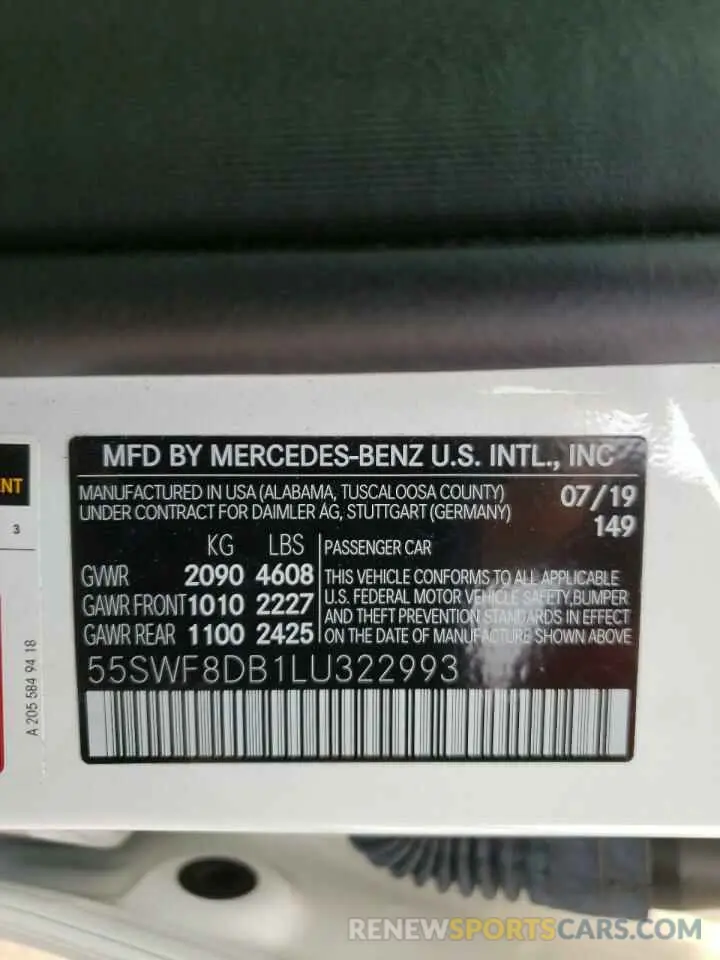 MFD BY MERCEDES-BENZ U.S. INTL., INC
MANUFACTURED IN USA (ALABAMA, TUSCALOOSA COUNTY)
UNDER CONTRACT FOR DAIMLER AG, STUTTGART (GERMANY)
07/19
149
KG LBS
GVWR 2090 4608
GAWR FRONT 1010 2227
GAWR REAR 1100 2425
PASSENGER CAR
THIS VEHICLE CONFORMS TO ALL APPLICABLE
U.S. FEDERAL MOTOR VEHICLE SAFETY, BUMPER
AND THEFT PREVENTION STANDARDS IN EFFECT
ON THE DATE OF MANUFACTURE SHOWN ABOVE
55SWF8DB1LU322993
NT
3
A 205 584 94 18
RENEWSPORTSCARS.COM